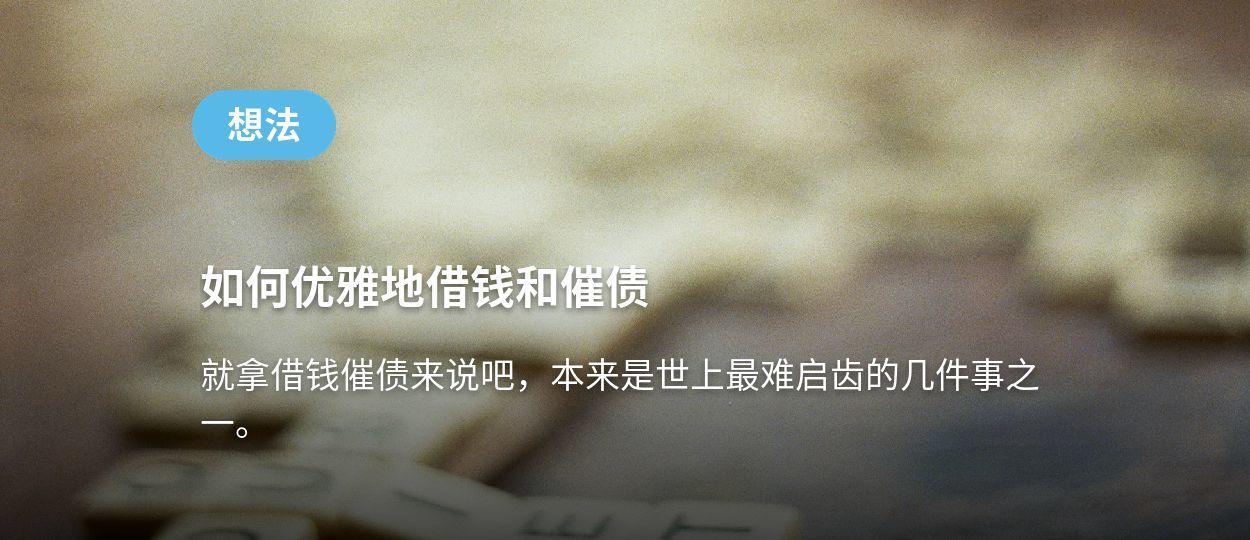 想法
如何优雅地借钱和催债
就拿借钱催债来说吧，本来是世上最难启齿的几件事之
一。